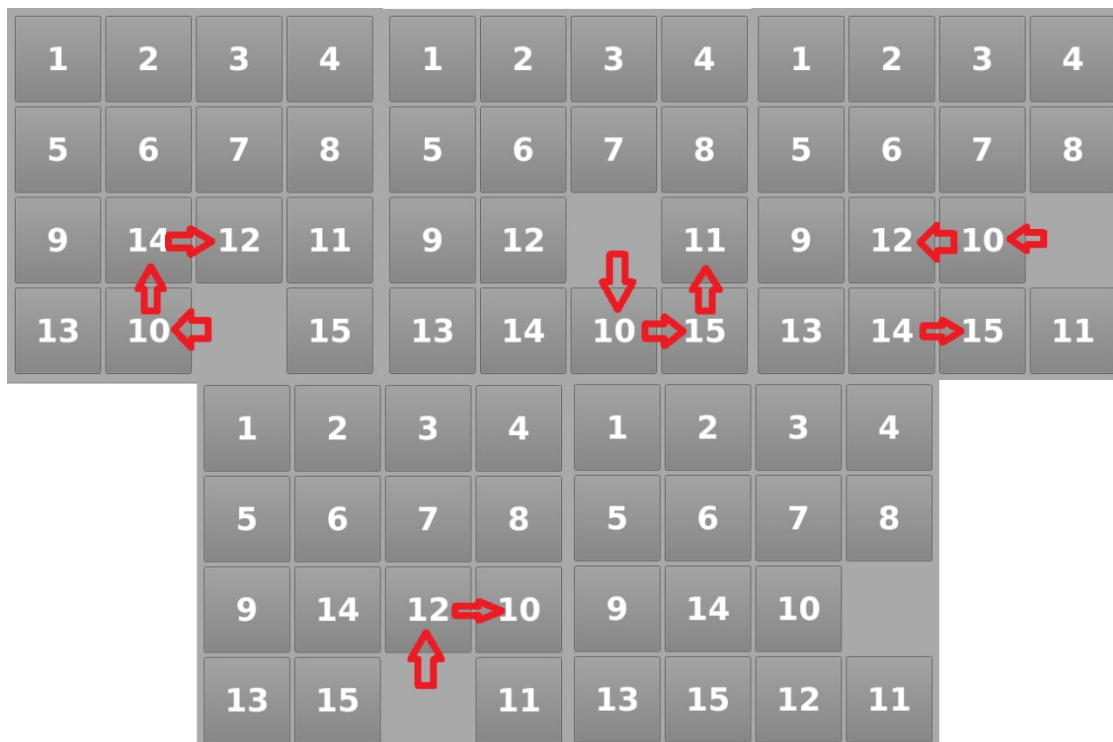 1 2 3 4 1 2 3 4 1 2 3 4
5 6 7 8 5 6 7 8 5 6 7 8
9 14 12 11 9 12 11 9 12 10
13 10 15 13 14 10 15 13 14 15 11
1 2 3 4 1 2 3 4
5 6 7 8 5 6 7 8
9 14 12 10 9 14 10
13 15 11 13 15 12 11